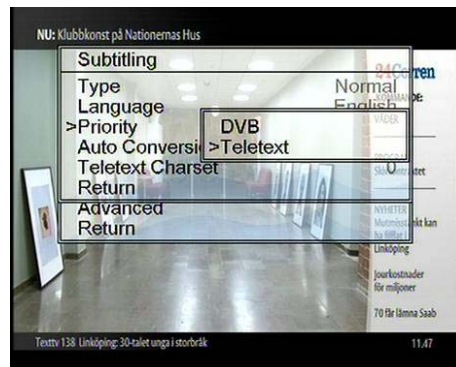 NU: Klubbkonst på Nationernas Hus
Subtitling
24Corren
Type Normal
Language English
>Priority
DVB
>Teletext
Auto Conversi
Teletext Charset 0
Return
Advanced
Return
VÄDER
NYHETER
Linköping
Jourkostnader
för miljoner
70 får lämna Saab
Texttv 138 Linköping: 30-talet unga i storbråk
11.47